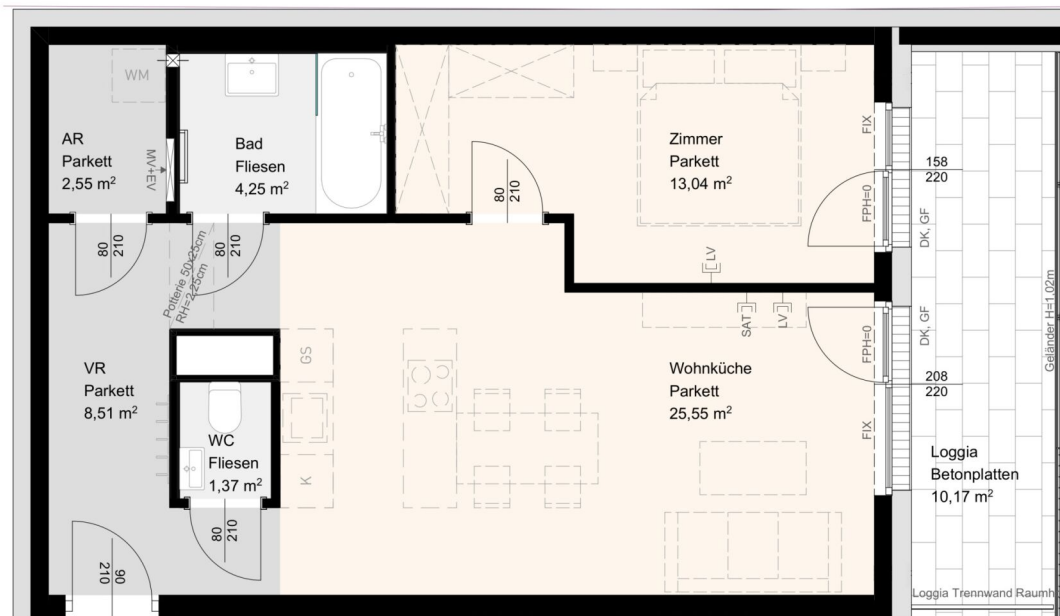 WM
AR
Parkett
2,55 m²
MV+EV
Bad
Fliesen
4,25 m²
Zimmer
Parkett
13,04 m²
FIX
158
220
FPH=0
DK, GF
80
210
80
210
80
210
Potterie 50x25cm
RH=2,25cm
LV
SAT
LV
FPH=0
DK, GF
Geländer H=1.02m
VR
Parkett
8,51 m²
GS
WC
Fliesen
1,37 m²
K
Wohnküche
Parkett
25,55 m²
208
220
FIX
Loggia
Betonplatten
10,17 m²
80
210
90
210
Loggia Trennwand Raumh